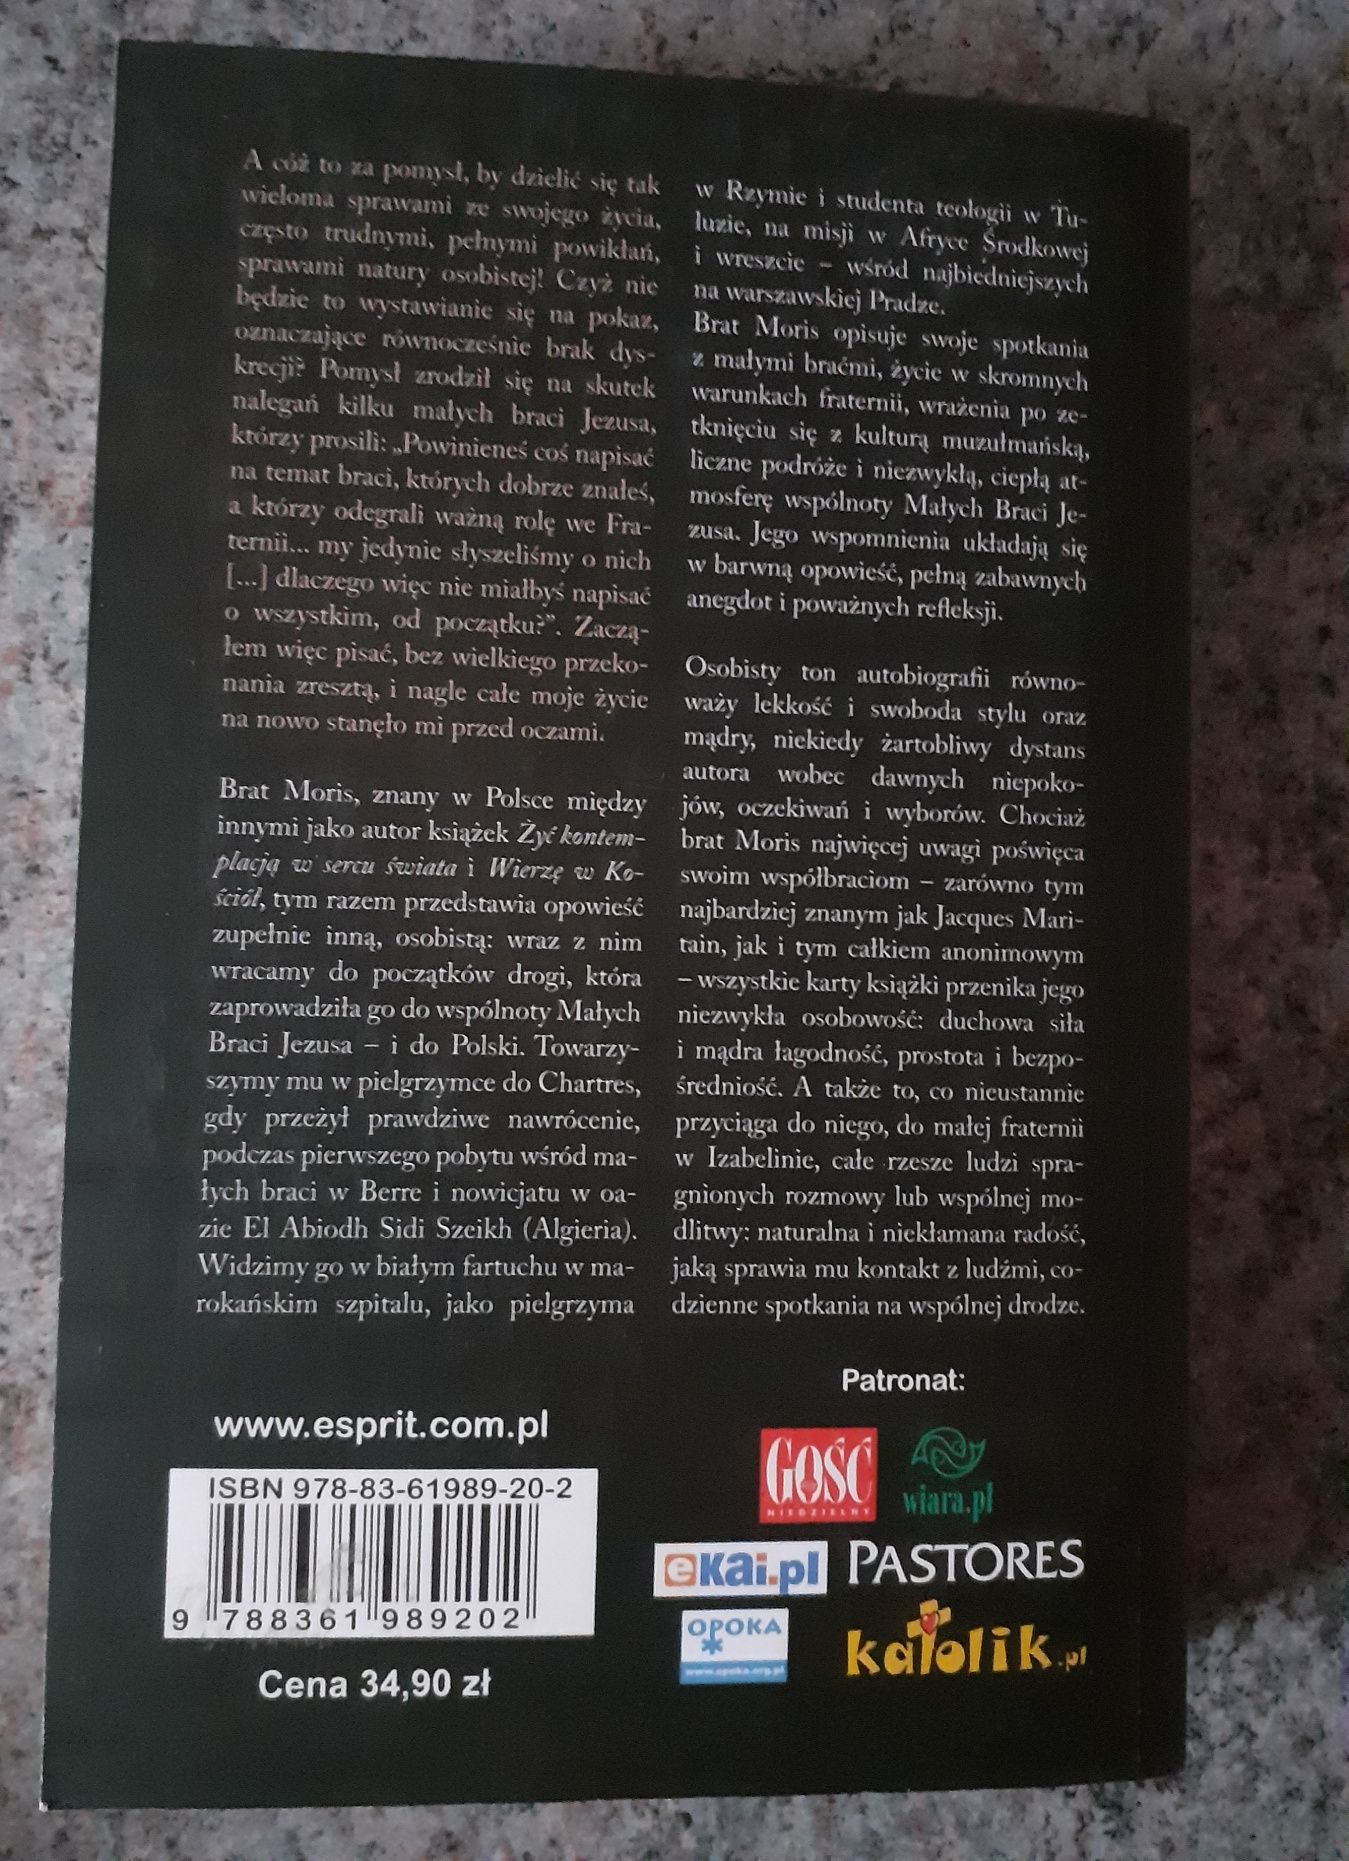 A cóż to za pomysł, by dzielić się tak
wieloma sprawami ze swojego życia,
często trudnymi, pełnymi powikłań,
sprawami natury osobistej! Czyż nie
będzie to wystawianie się na pokaz,
oznaczające równocześnie brak dys-
krecji? Pomysł zrodził się na skutek
nalegań kilku małych braci Jezusa,
którzy prosili: „Powinieneś coś napisać
na temat braci, których dobrze znałeś,
a którzy odegrali ważną rolę we Fra-
ternii... my jedynie słyszeliśmy o nich
[...] dlaczego więc nie miałbyś napisać
o wszystkim, od początku?”. Zaczą-
łem więc pisać, bez wielkiego przeko-
nania zresztą, i nagle całe moje życie
na nowo stanęło mi przed oczami.
Brat Moris, znany w Polsce między
innymi jako autor książek Żyć kontem-
placją w sercu świata i Wierzę w Ko-
ściół, tym razem przedstawia opowieść
zupełnie inną, osobistą: wraz z nim
wracamy do początków drogi, która
zaprowadziła go do wspólnoty Małych
Braci Jezusa – i do Polski. Towarzy-
szymy mu w pielgrzymce do Chartres,
gdy przeżył prawdziwe nawrócenie,
podczas pierwszego pobytu wśród ma-
łych braci w Berre i nowicjatu w oa-
zie El Abiodh Sidi Szeikh (Algieria).
Widzimy go w białym fartuchu w ma-
rokańskim szpitalu, jako pielgrzyma
w Rzymie i studenta teologii w Tu-
luzie, na misji w Afryce Środkowej
i wreszcie – wśród najbiedniejszych
na warszawskiej Pradze.
Brat Moris opisuje swoje spotkania
z małymi braćmi, życie w skromnych
warunkach fraternii, wrażenia po ze-
tknięciu się z kulturą muzułmańską,
liczne podróże i niezwykłą, ciepłą at-
mosferę wspólnoty Małych Braci Je-
zusa. Jego wspomnienia układają się
w barwną opowieść, pełną zabawnych
anegdot i poważnych refleksji.
Osobisty ton autobiografii równo-
waży lekkość i swoboda stylu oraz
mądry, niekiedy żartobliwy dystans
autora wobec dawnych niepoko-
jów, oczekiwań i wyborów. Chociaż
brat Moris najwięcej uwagi poświęca
swoim współbraciom – zarówno tym
najbardziej znanym jak Jacques Mari-
tain, jak i tym całkiem anonimowym
– wszystkie karty książki przenika jego
niezwykła osobowość: duchowa siła
i mądra łagodność, prostota i bezpo-
średniość. A także to, co nieustannie
przyciąga do niego, do małej fraternii
w Izabelinie, całe rzesze ludzi spra-
gnionych rozmowy lub wspólnej mo-
dlitwy: naturalna i niekłamana radość,
jaką sprawia mu kontakt z ludźmi, co-
dzienne spotkania na wspólnej drodze.
Patronat:
www.esprit.com.pl
GOŚĆ
NIEDZIELNY
wiara.pl
ISBN 978-83-61989-20-2
9 788361 989202
ekai.pl
PASTORES
OPOKA
www.opoka.org.pl
katolik.pl
Cena 34,90 zł